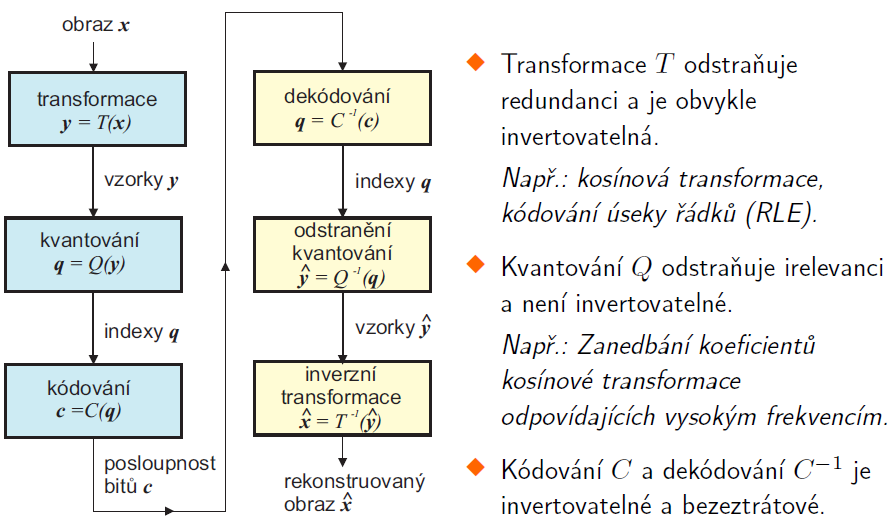 obraz x
transformace
y = T(x)
vzorky y
kvantování
q = Q(y)
indexy q
kódování
c =C(q)
posloupnost
bitů c
dekódování
q = C⁻¹(c)
indexy q
odstranění
kvantování
ŷ = Q⁻¹(q)
vzorky ŷ
inverzní
transformace
x̂ = T⁻¹(ŷ)
rekonstruovaný
obraz x̂
◆ Transformace T odstraňuje
redundanci a je obvykle
invertovatelná.
Např.: kosínová transformace,
kódování úseky řádků (RLE).
◆ Kvantování Q odstraňuje irelevanci
a není invertovatelné.
Např.: Zanedbání koeficientů
kosínové transformace
odpovídajících vysokým frekvencím.
◆ Kódování C a dekódování C⁻¹ je
invertovatelné a bezeztrátové.